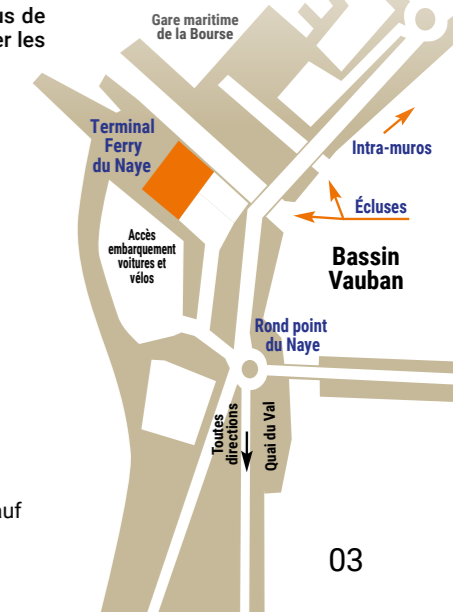 us de
er les
Gare maritime
de la Bourse
Terminal
Ferry
du Naye
Intra-muros
Écluses
Accès
embarquement
voitures et
vélos
Bassin
Vauban
Rond point
du Naye
Toutes
directions
Quai du Val
uf
03